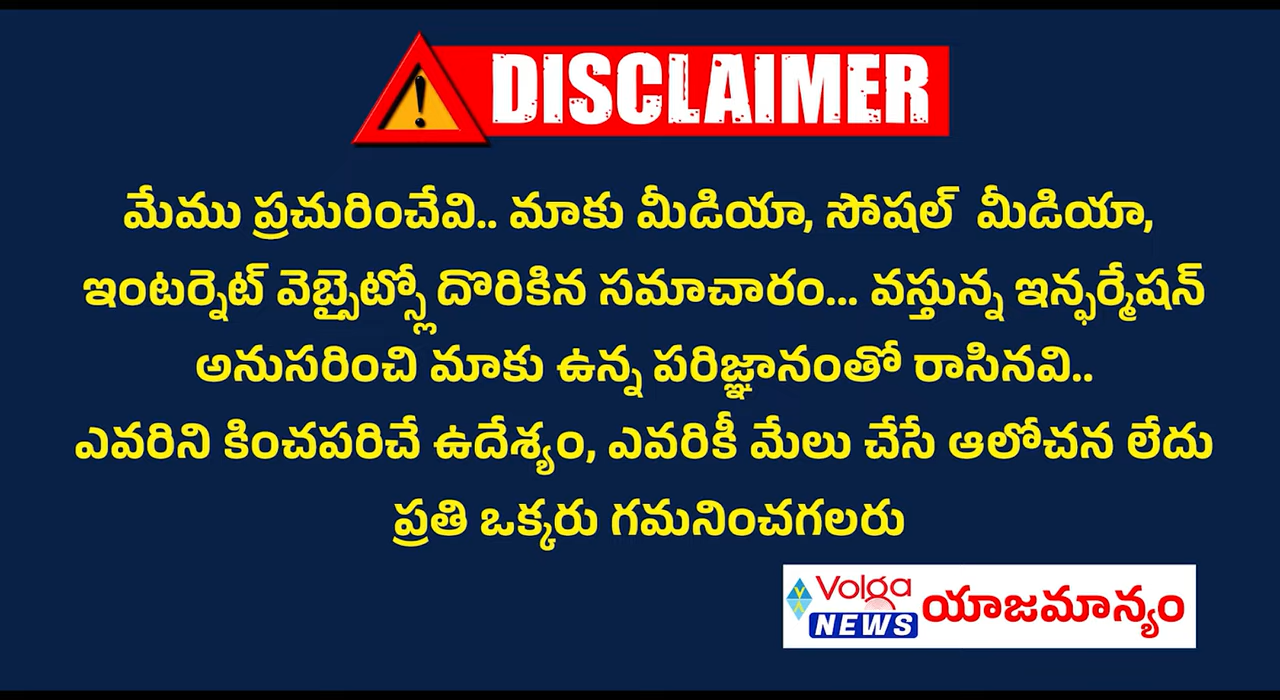 DISCLAIMER
మేము ప్రచురించేవి.. మాకు మీడియా, సోషల్ మీడియా,
ఇంటర్నెట్ వెబ్సైట్స్లో దొరికిన సమాచారం... వస్తున్న ఇన్ఫర్మేషన్
అనుసరించి మాకు ఉన్న పరిజ్ఞానంతో రాసినవి..
ఎవరిని కించపరిచే ఉదేశ్యం, ఎవరికీ మేలు చేసే ఆలోచన లేదు
ప్రతి ఒక్కరు గమనించగలరు
Volga
NEWS యాజమాన్యం